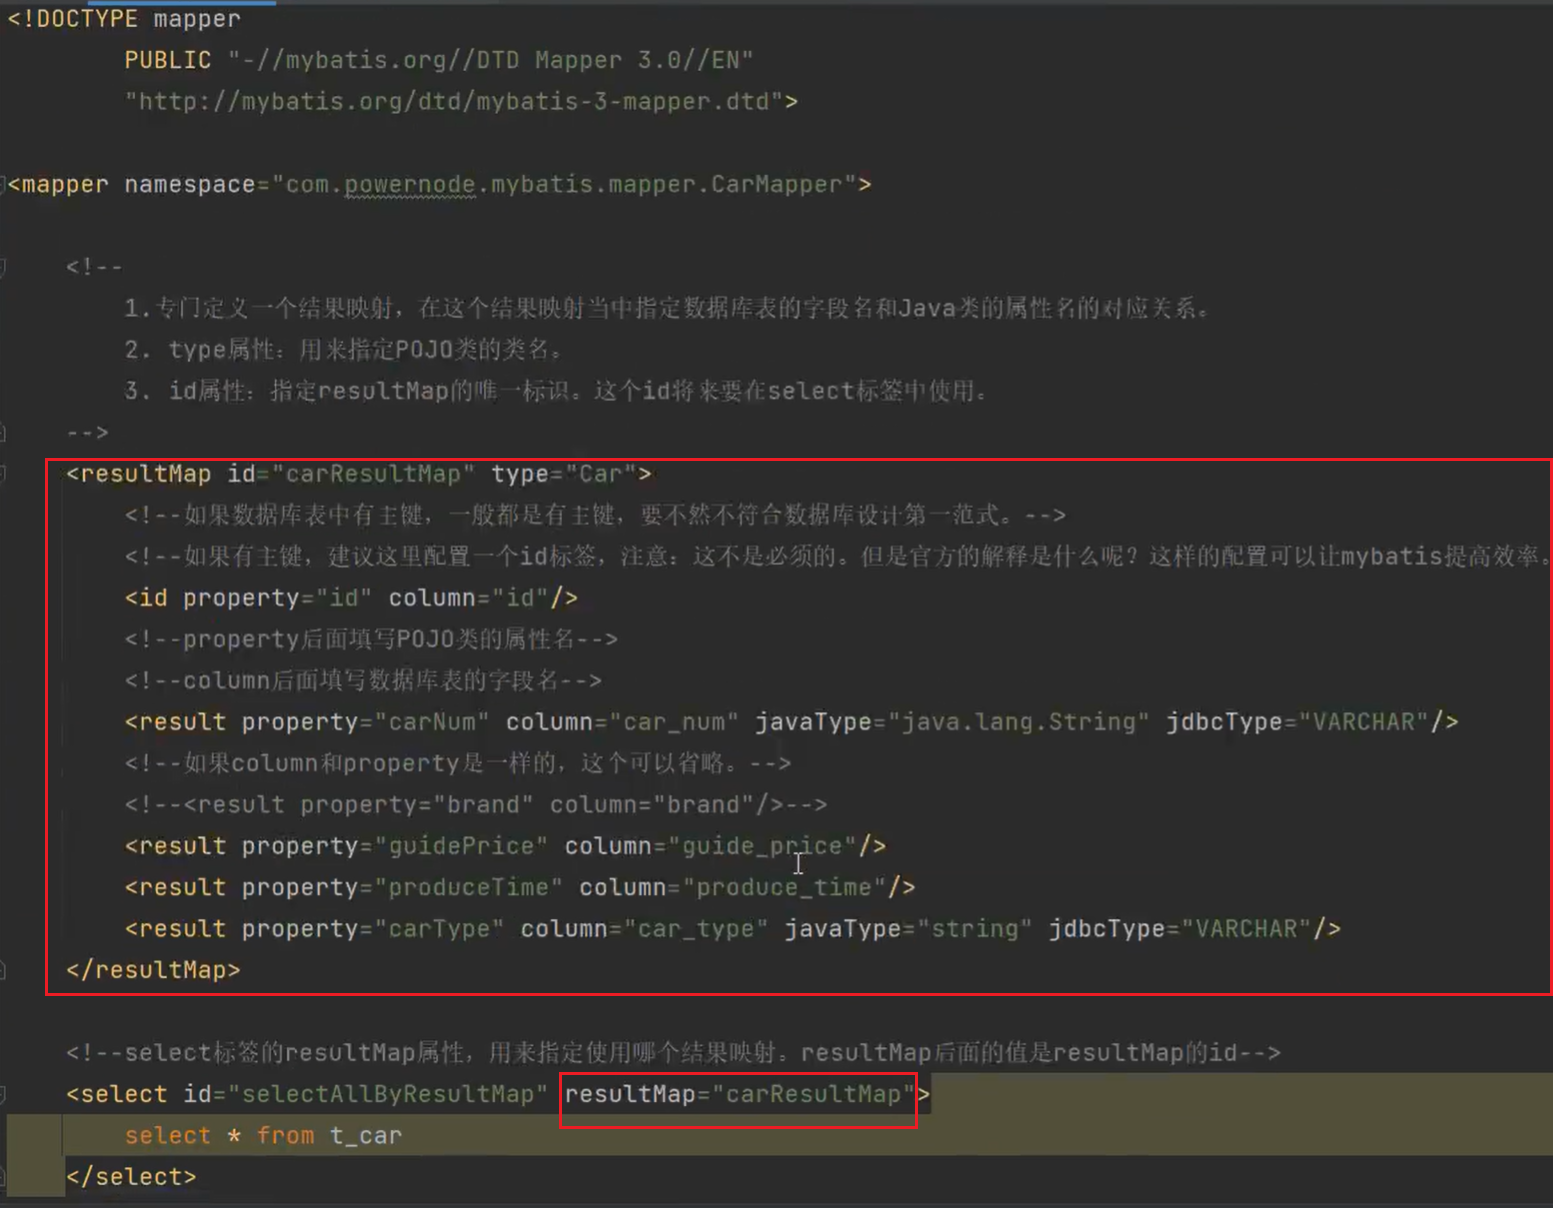 <!DOCTYPE mapper
PUBLIC "-//mybatis.org//DTD Mapper 3.0//EN"
"http://mybatis.org/dtd/mybatis-3-mapper.dtd">
<mapper namespace="com.powernode.mybatis.mapper.CarMapper">
<!--
1.专门定义一个结果映射，在这个结果映射当中指定数据库表的字段名和Java类的属性名的对应关系。
2. type属性：用来指定POJO类的类名。
3. id属性：指定resultMap的唯一标识。这个id将来要在select标签中使用。
-->
<resultMap id="carResultMap" type="Car">
<!--如果数据库表中有主键，一般都是有主键，要不然不符合数据库设计第一范式。-->
<!--如果有主键，建议这里配置一个id标签，注意：这不是必须的。但是官方的解释是什么呢？这样的配置可以让mybatis提高效率。
<id property="id" column="id"/>
<!--property后面填写POJO类的属性名-->
<!--column后面填写数据库表的字段名-->
<result property="carNum" column="car_num" javaType="java.lang.String" jdbcType="VARCHAR"/>
<!--如果column和property是一样的，这个可以省略。-->
<!--<result property="brand" column="brand"/>-->
<result property="guidePrice" column="guide_price"/>
<result property="produceTime" column="produce_time"/>
<result property="carType" column="car_type" javaType="string" jdbcType="VARCHAR"/>
</resultMap>
<!--select标签的resultMap属性，用来指定使用哪个结果映射。resultMap后面的值是resultMap的id-->
<select id="selectAllByResultMap" resultMap="carResultMap">
select * from t_car
</select>